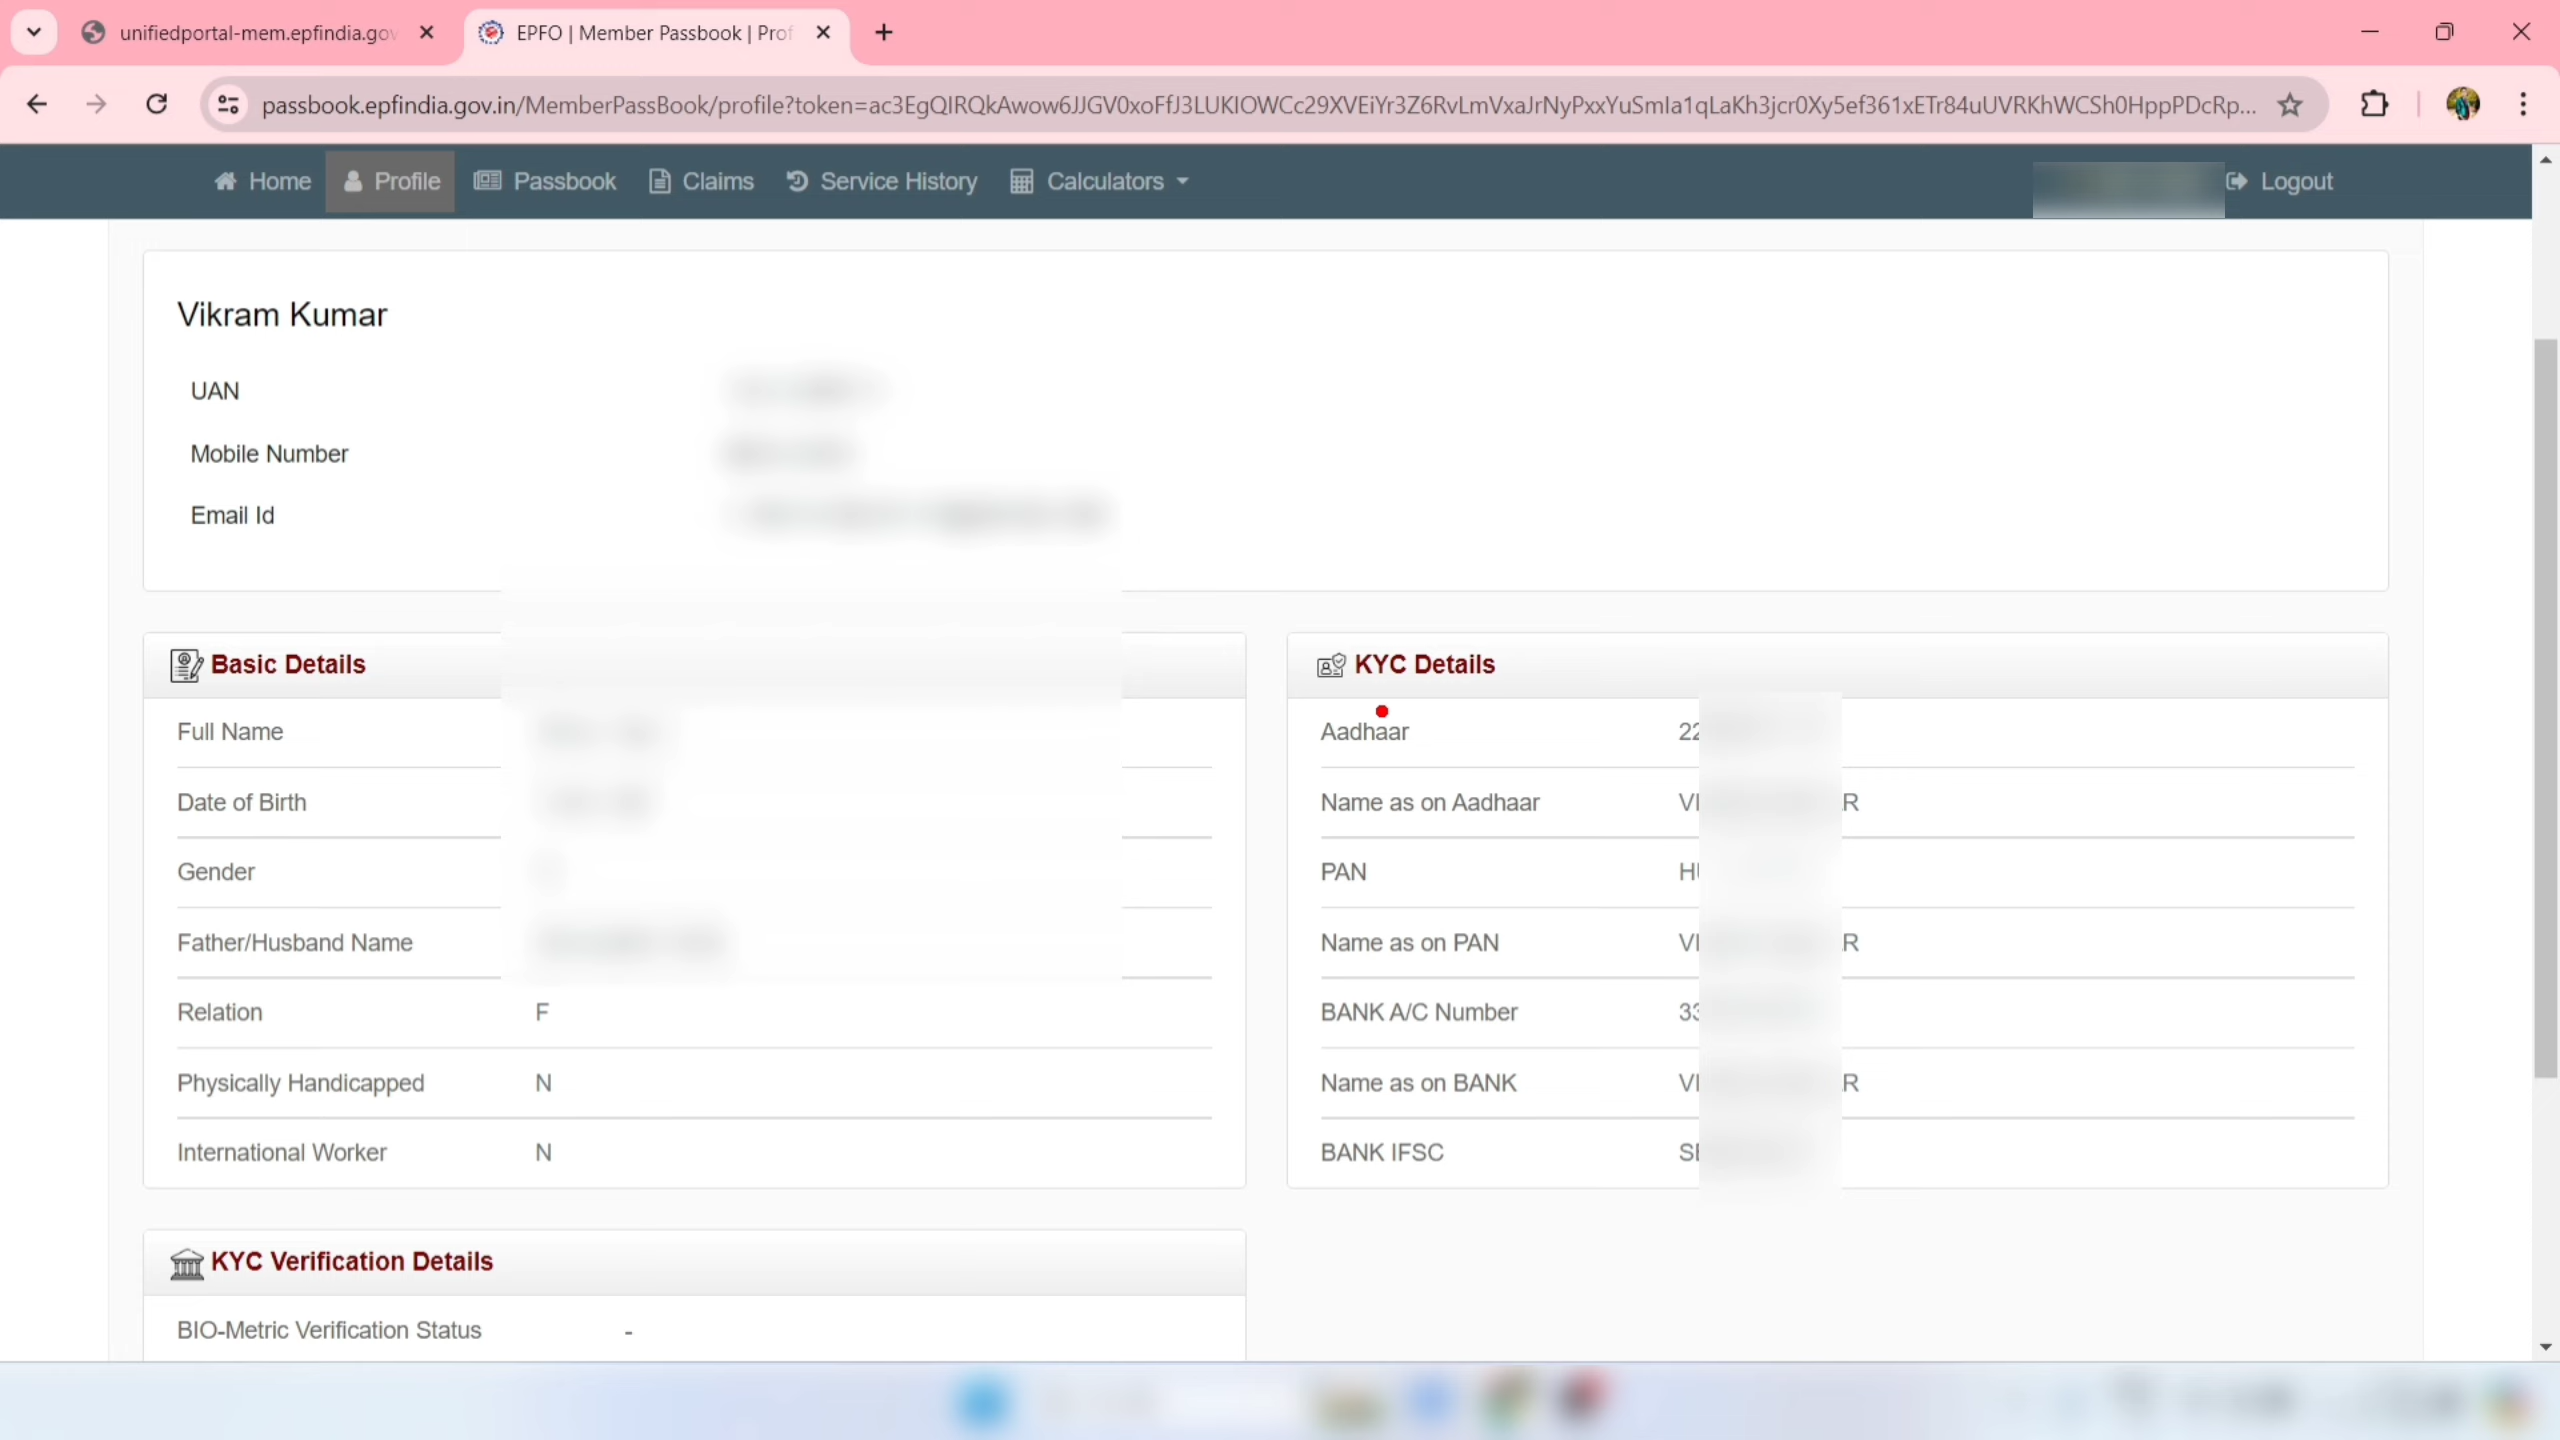 unifiedportal-mem.epfindia.gov
EPFO | Member Passbook | Prof
passbook.epfindia.gov.in/MemberPassBook/profile?token=ac3EgQIRQkAwow6JJGV0xoFfJ3LUKIOWCc29XVEiYr3Z6RvLmVxaJrNyPxxYuSmIa1qLaKh3jcr0Xy5ef361xETr84uUVRKhWCSh0HppPDcRp...
Home Profile Passbook Claims Service History Calculators Logout
Vikram Kumar
UAN
Mobile Number
Email Id
Basic Details
Full Name
Date of Birth
Gender
Father/Husband Name
Relation F
Physically Handicapped N
International Worker N
KYC Details
Aadhaar 22
Name as on Aadhaar VI R
PAN
Name as on PAN VI R
BANK A/C Number 33
Name as on BANK VI R
BANK IFSC
KYC Verification Details
BIO-Metric Verification Status -